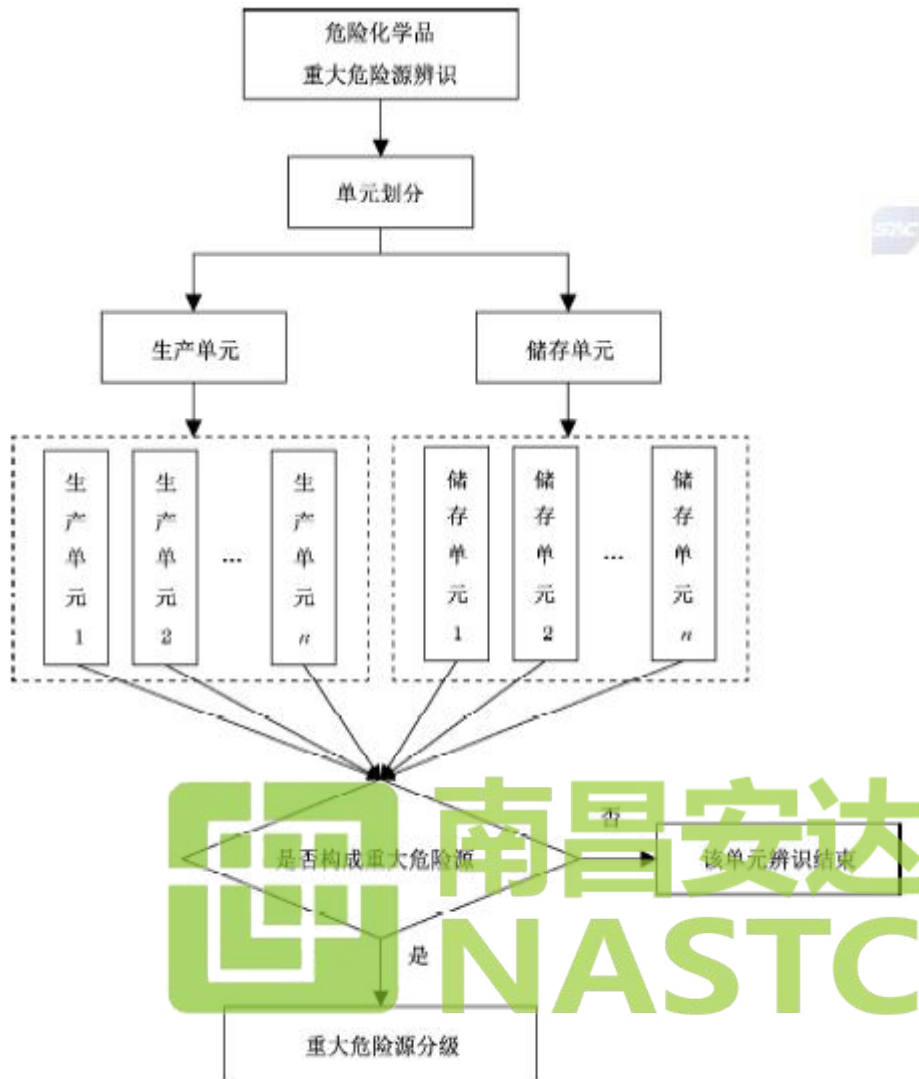 危险化学品
重大危险源辨识
单元划分
SAC
生产单元
储存单元
生产单元1
生产单元2
…
生产单元n
储存单元1
储存单元2
…
储存单元n
是否构成重大危险源
否
该单元辨识结束
是
重大危险源分级
南昌安达
NASTC